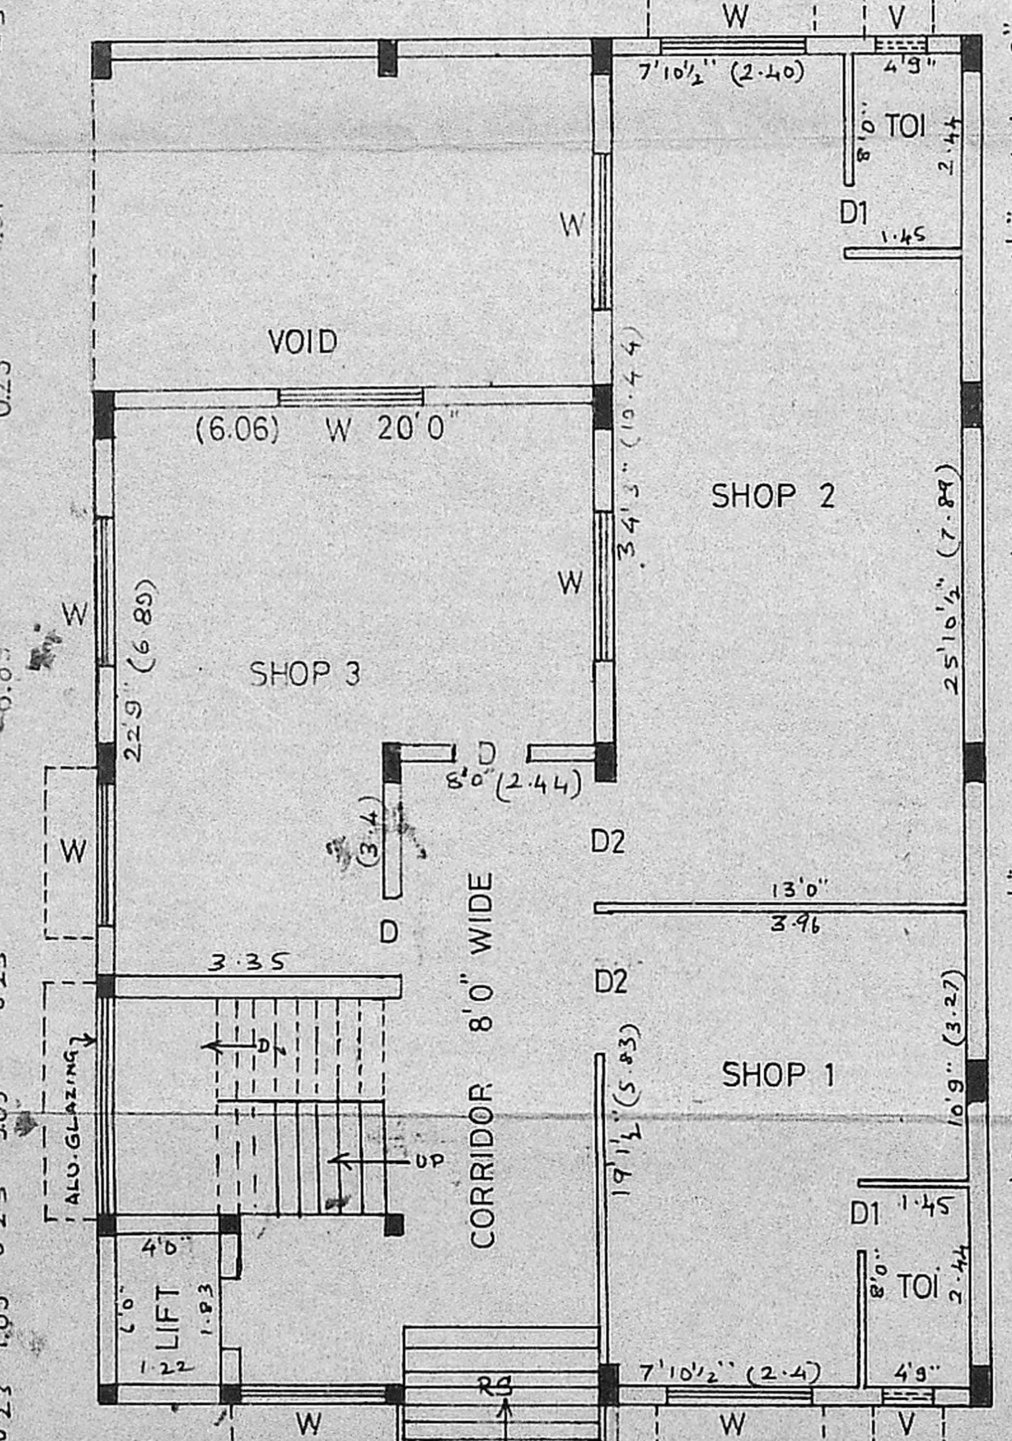 W
V
7'10½" (2.40)
4'9"
8'0"
TOI
2.44
D1
1.45
W
VOID
(6.06) W 20'0"
34'3" (10.44)
SHOP 2
25'10½" (7.89)
W
W
22'9" (6.89)
SHOP 3
D
8'0" (2.44)
W
(3.4)
D2
13'0"
3.96
D
CORRIDOR 8'0" WIDE
3.35
D2
ALU. GLAZING
19'1½" (5.83)
SHOP 1
10'9" (3.27)
UP
1.45
D1
4'0"
6'0"
LIFT
1.83
1.22
8'0"
TOI
2.44
7'10½" (2.4)
4'9"
W
W
V